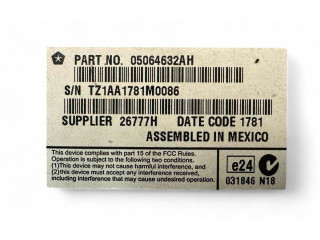 PART NO. 05064632AH
S/N TZ1AA1781M0086
SUPPLIER 26777H DATE CODE 1781
ASSEMBLED IN MEXICO
This device complies with part 15 of the FCC Rules.
Operation is subject to the following two conditions.
(1)This device may not cause harmful interference, and
(2)this device must accept any interference received,
including interference that may cause undesired operation.
e24
031846 N18